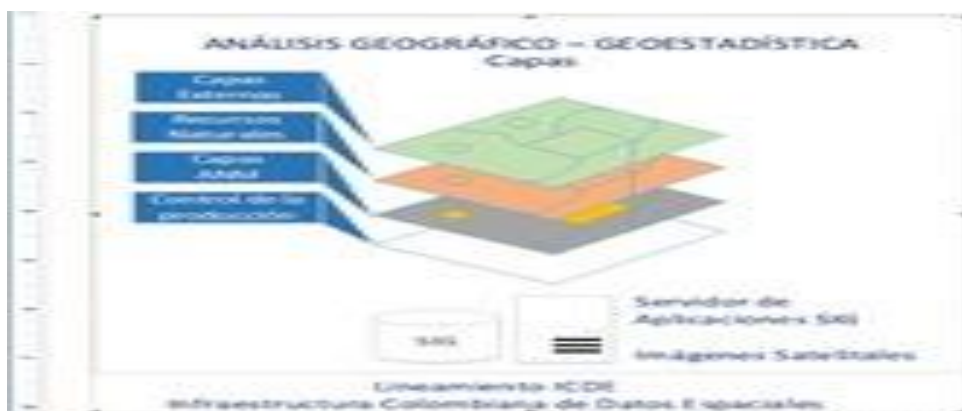 ANÁLISIS GEOGRÁFICO – GEOESTADÍSTICA
Capas
Capas
Externas
Recursos
Naturales
Capas
ANM
Control de la
producción
SIG
Servidor de
Aplicaciones SIG
Imágenes Satelitales
Lineamiento ICDE
Infraestructura Colombiana de Datos Espaciales